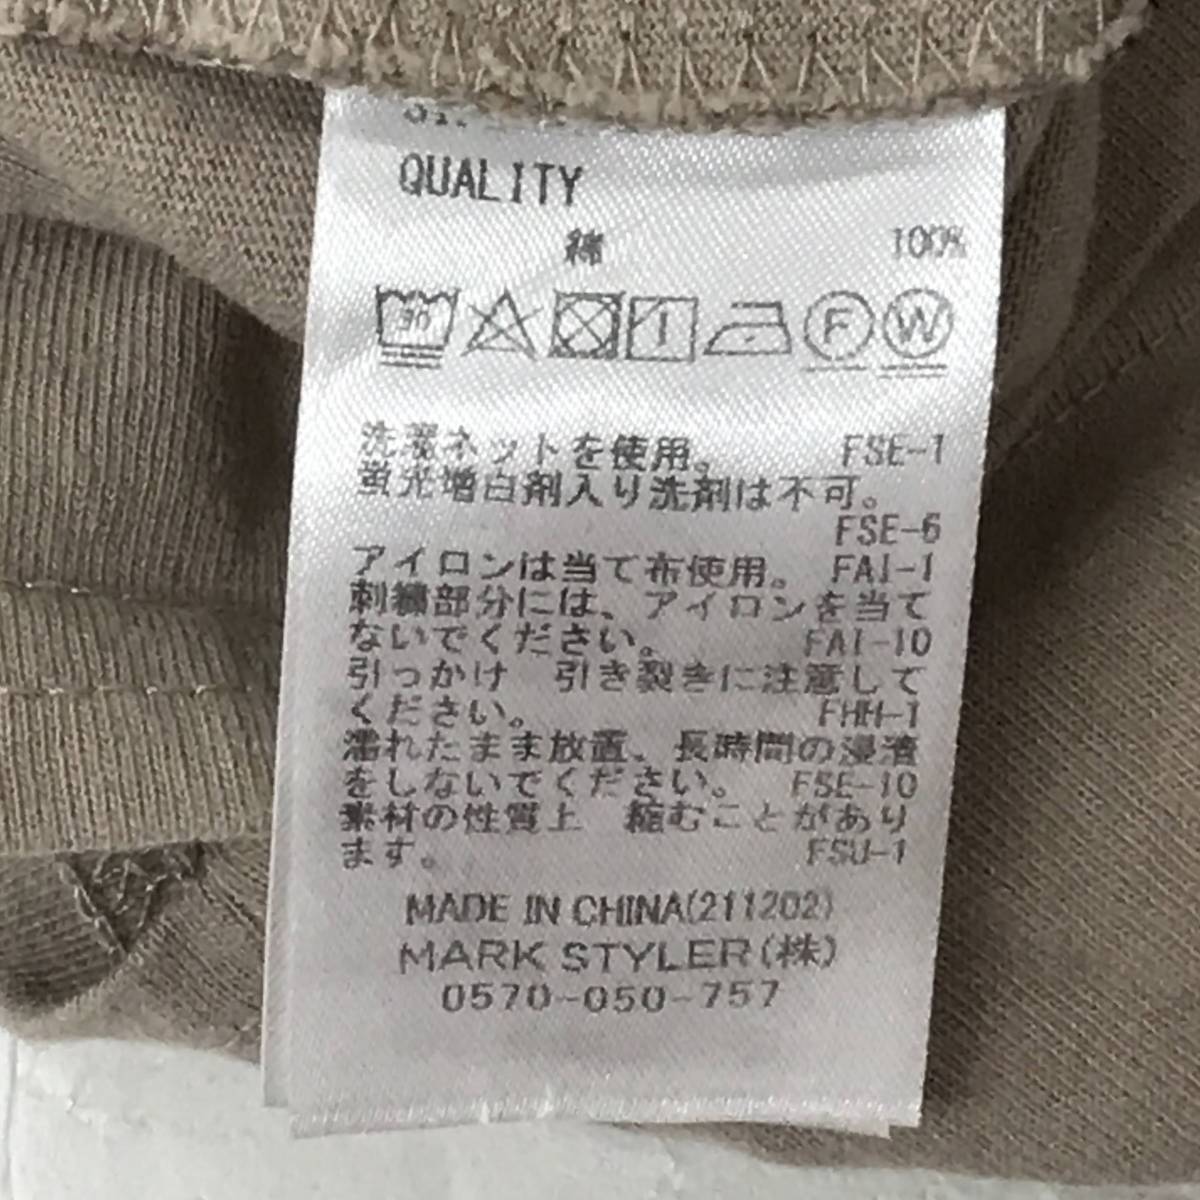 QUALITY
綿 100%
30 F W
洗濯ネットを使用。 FSE-1
蛍光増白剤入り洗剤は不可。
FSE-6
アイロンは当て布使用。 FAI-1
刺繍部分には、アイロンを当て
ないでください。 FAI-10
引っかけ 引き裂きに注意して
ください。 FHH-1
濡れたまま放置、長時間の浸漬
をしないでください。 FSE-10
素材の性質上 縮むことがあり
ます。 FSU-1
MADE IN CHINA(211202)
MARK STYLER(株)
0570-050-757